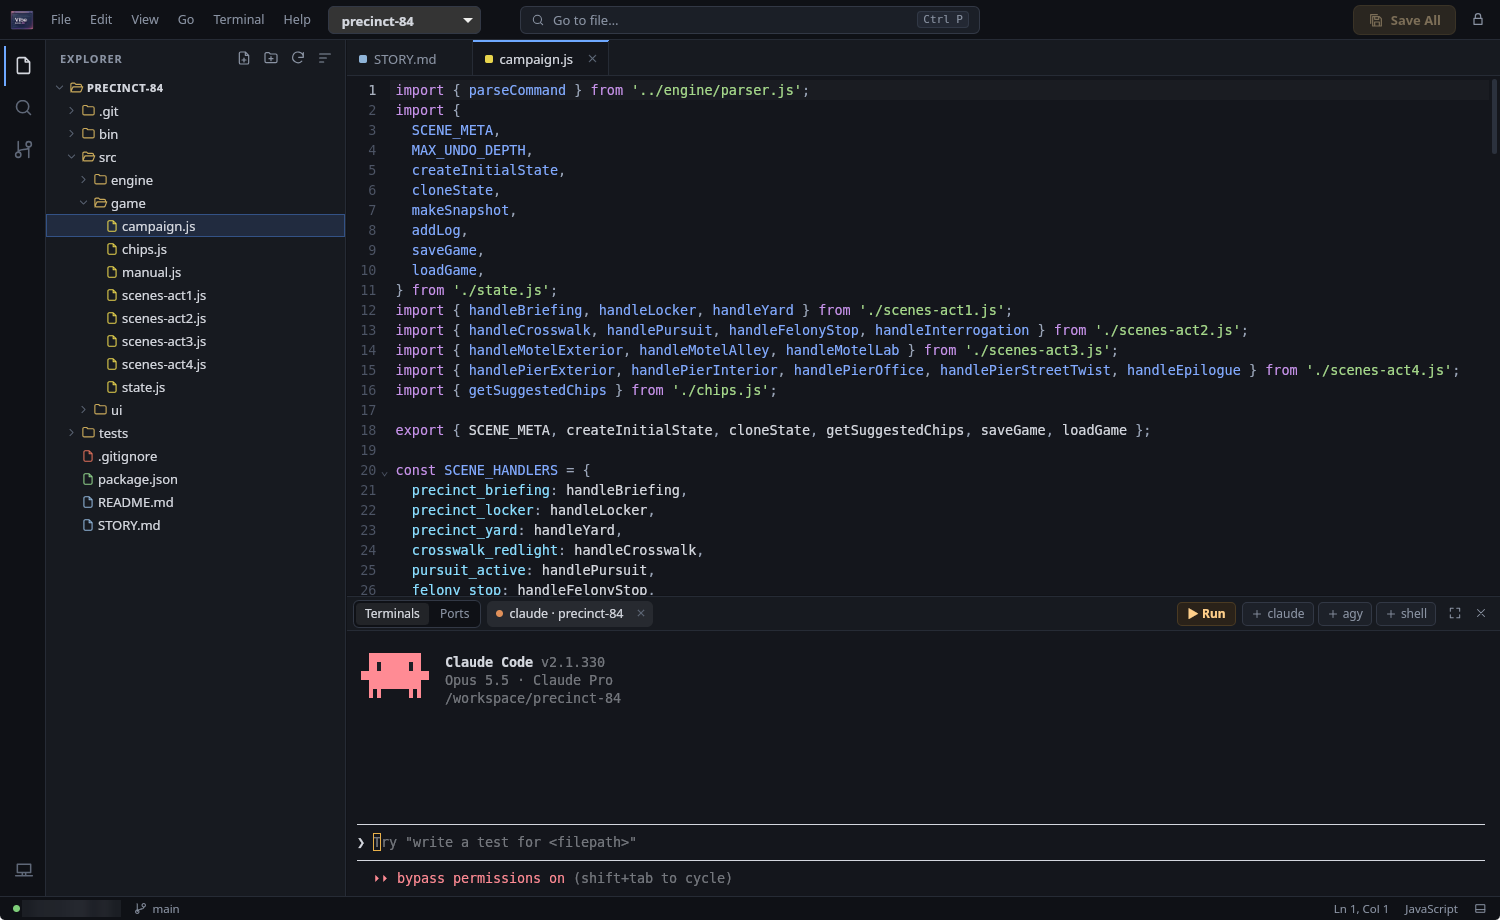 File Edit View Go Terminal Help precinct-84 Go to file... Ctrl P Save All
EXPLORER
PRECINCT-84
.git
bin
src
engine
game
campaign.js
chips.js
manual.js
scenes-act1.js
scenes-act2.js
scenes-act3.js
scenes-act4.js
state.js
ui
tests
.gitignore
package.json
README.md
STORY.md
STORY.md campaign.js
1 import { parseCommand } from '../engine/parser.js';
2 import {
3 SCENE_META,
4 MAX_UNDO_DEPTH,
5 createInitialState,
6 cloneState,
7 makeSnapshot,
8 addLog,
9 saveGame,
10 loadGame,
11 } from './state.js';
12 import { handleBriefing, handleLocker, handleYard } from './scenes-act1.js';
13 import { handleCrosswalk, handlePursuit, handleFelonyStop, handleInterrogation } from './scenes-act2.js';
14 import { handleMotelExterior, handleMotelAlley, handleMotelLab } from './scenes-act3.js';
15 import { handlePierExterior, handlePierInterior, handlePierOffice, handlePierStreetTwist, handleEpilogue } from './scenes-act4.js';
16 import { getSuggestedChips } from './chips.js';
17
18 export { SCENE_META, createInitialState, cloneState, getSuggestedChips, saveGame, loadGame };
19
20 const SCENE_HANDLERS = {
21 precinct_briefing: handleBriefing,
22 precinct_locker: handleLocker,
23 precinct_yard: handleYard,
24 crosswalk_redlight: handleCrosswalk,
25 pursuit_active: handlePursuit,
26 felony_stop: handleFelonyStop,
Terminals Ports claude · precinct-84 Run + claude + agy + shell
Claude Code v2.1.330
Opus 5.5 · Claude Pro
/workspace/precinct-84
❯ Try "write a test for <filepath>"
bypass permissions on (shift+tab to cycle)
main Ln 1, Col 1 JavaScript